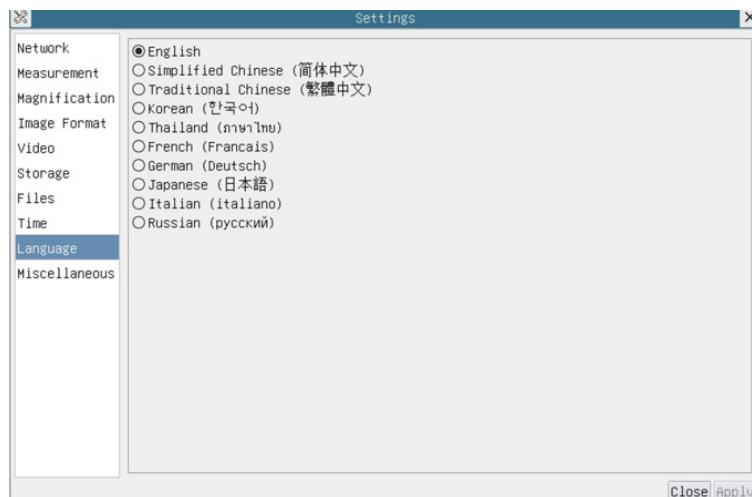 Settings
Network
Measurement
Magnification
Image Format
Video
Storage
Files
Time
Language
Miscellaneous
English
Simplified Chinese (简体中文)
Traditional Chinese (繁體中文)
Korean (한국어)
Thailand (ภาษาไทย)
French (Francais)
German (Deutsch)
Japanese (日本語)
Italian (italiano)
Russian (русский)
Close Apply